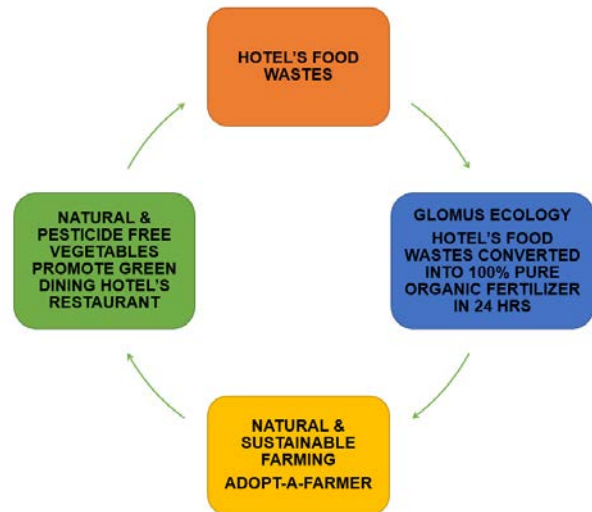 HOTEL'S FOOD
WASTES
GLOMUS ECOLOGY
HOTEL'S FOOD
WASTES CONVERTED
INTO 100% PURE
ORGANIC FERTILIZER
IN 24 HRS
NATURAL &
SUSTAINABLE
FARMING
ADOPT-A-FARMER
NATURAL &
PESTICIDE FREE
VEGETABLES
PROMOTE GREEN
DINING HOTEL'S
RESTAURANT